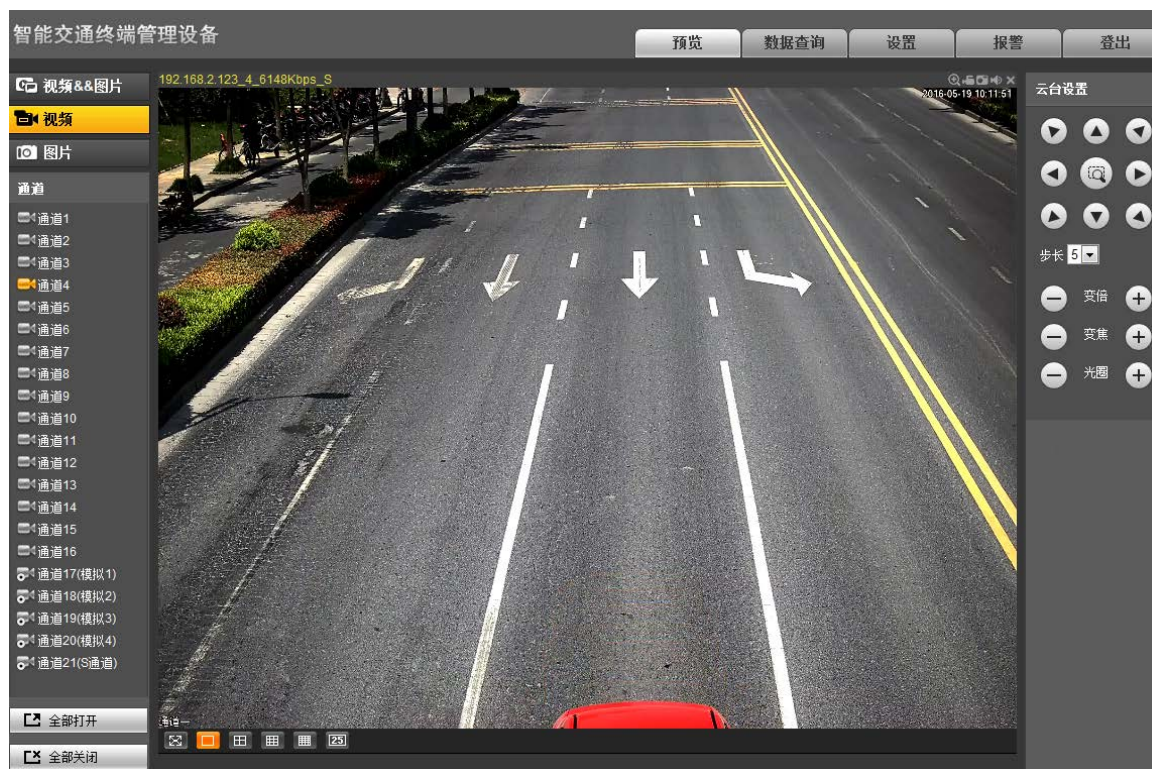 智能交通终端管理设备
预览
数据查询
设置
报警
登出
视频&&图片
视频
图片
通道
通道1
通道2
通道3
通道4
通道5
通道6
通道7
通道8
通道9
通道10
通道11
通道12
通道13
通道14
通道15
通道16
通道17(模拟1)
通道18(模拟2)
通道19(模拟3)
通道20(模拟4)
通道21(S通道)
全部打开
全部关闭
192.168.2.123_4_6148Kbps_S
2016-05-19 10:11:51
通道一
25
云台设置
步长 5
变倍
变焦
光圈